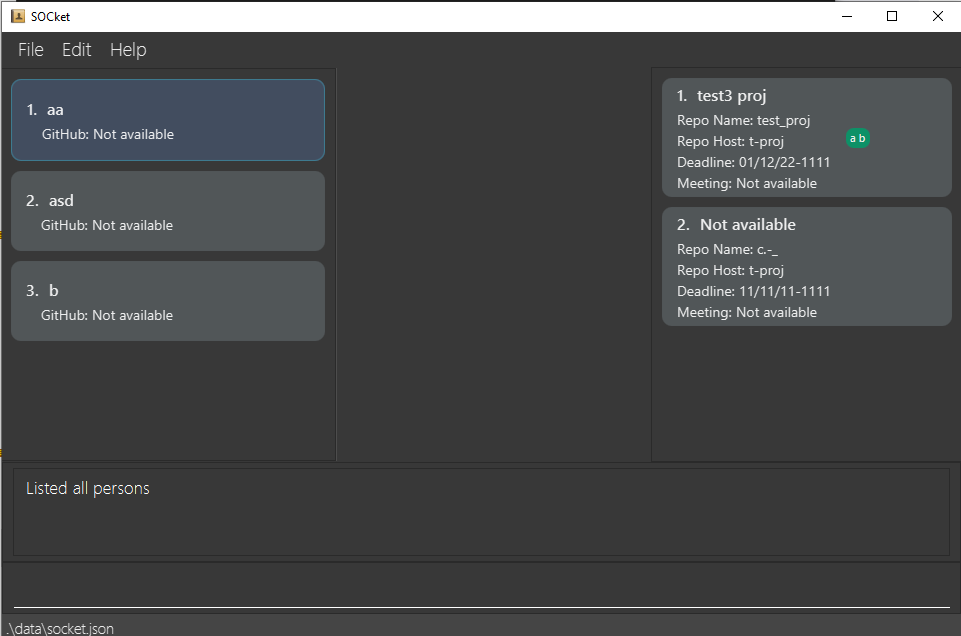 SOCket
File Edit Help
1. aa
GitHub: Not available
2. asd
GitHub: Not available
3. b
GitHub: Not available
1. test3 proj
Repo Name: test_proj
Repo Host: t-proj
a b
Deadline: 01/12/22-1111
Meeting: Not available
2. Not available
Repo Name: c.-_
Repo Host: t-proj
Deadline: 11/11/11-1111
Meeting: Not available
Listed all persons
.\data\socket.json